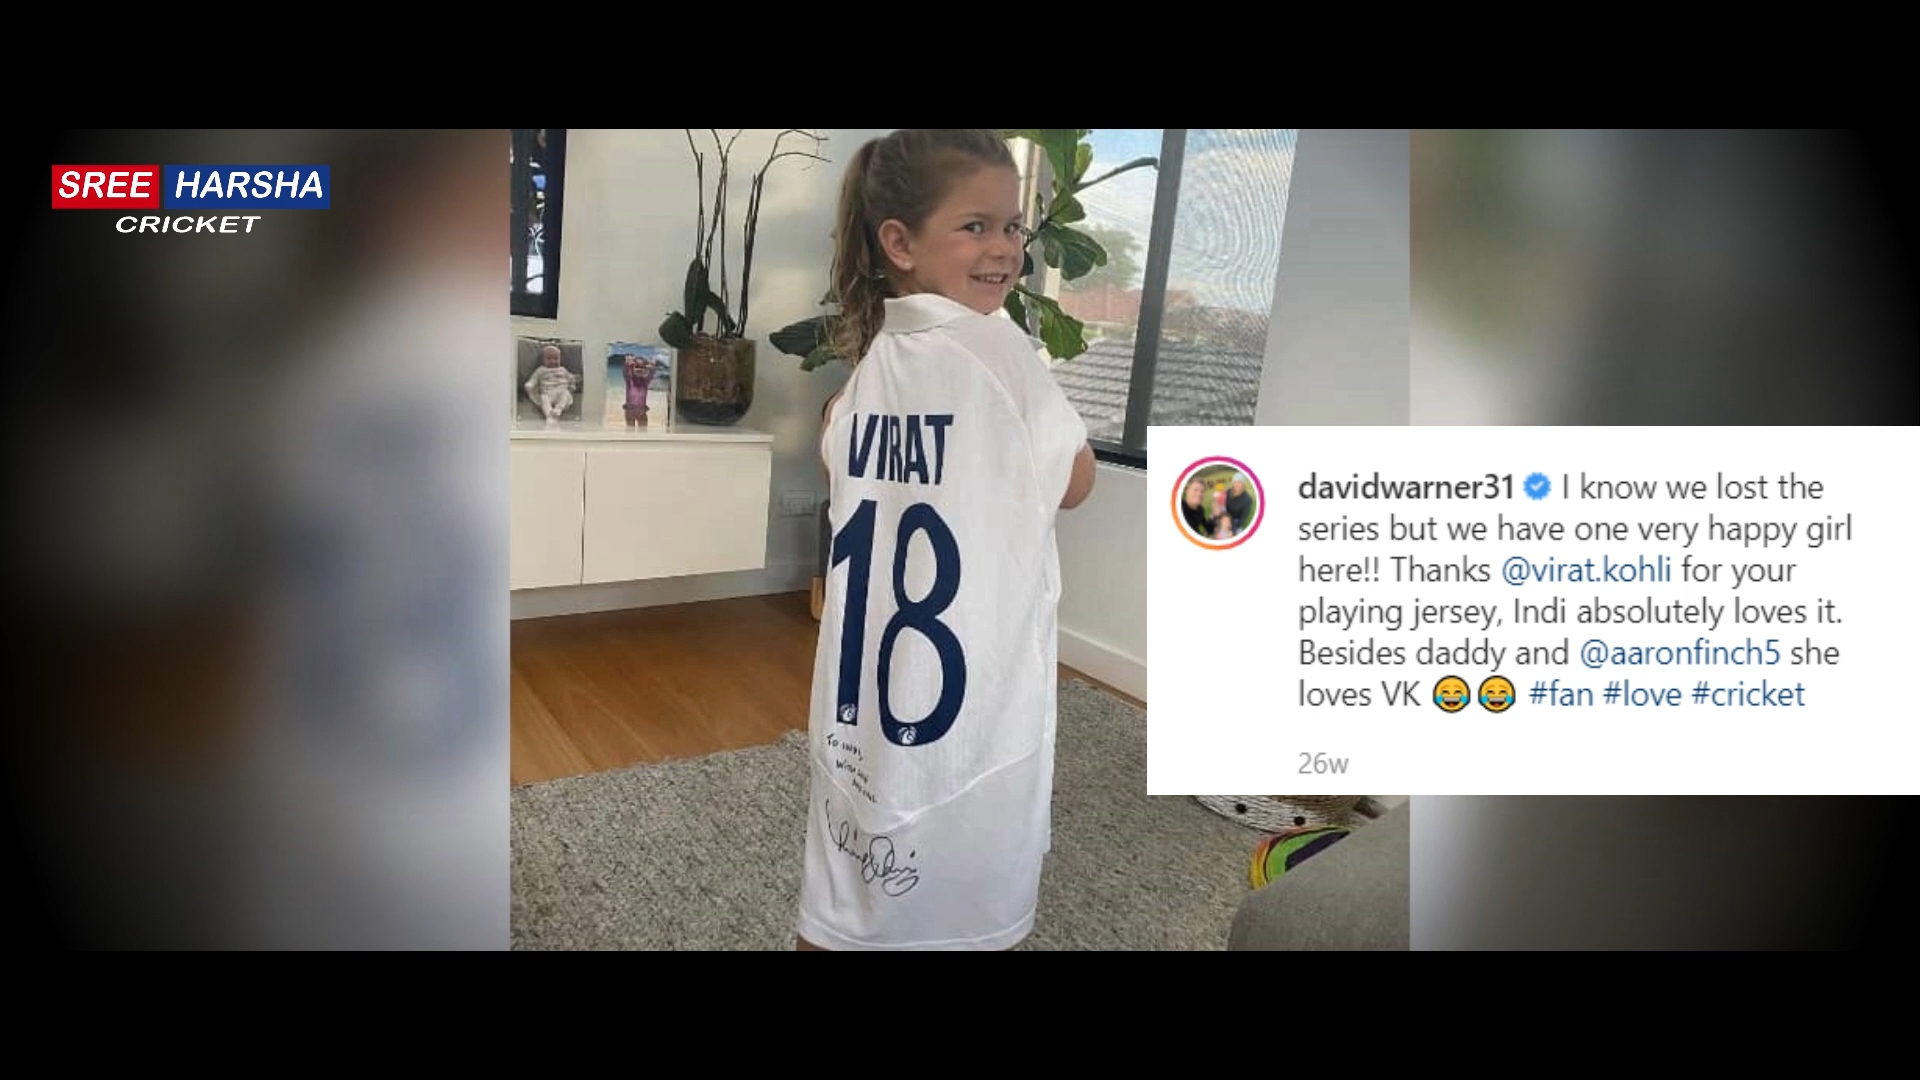 SREE HARSHA
CRICKET
VIRAT
18
To Indi,
davidwarner31 I know we lost the
series but we have one very happy girl
here!! Thanks @virat.kohli for your
playing jersey, Indi absolutely loves it.
Besides daddy and @aaronfinch5 she
loves VK 😂😂 #fan #love #cricket
26w